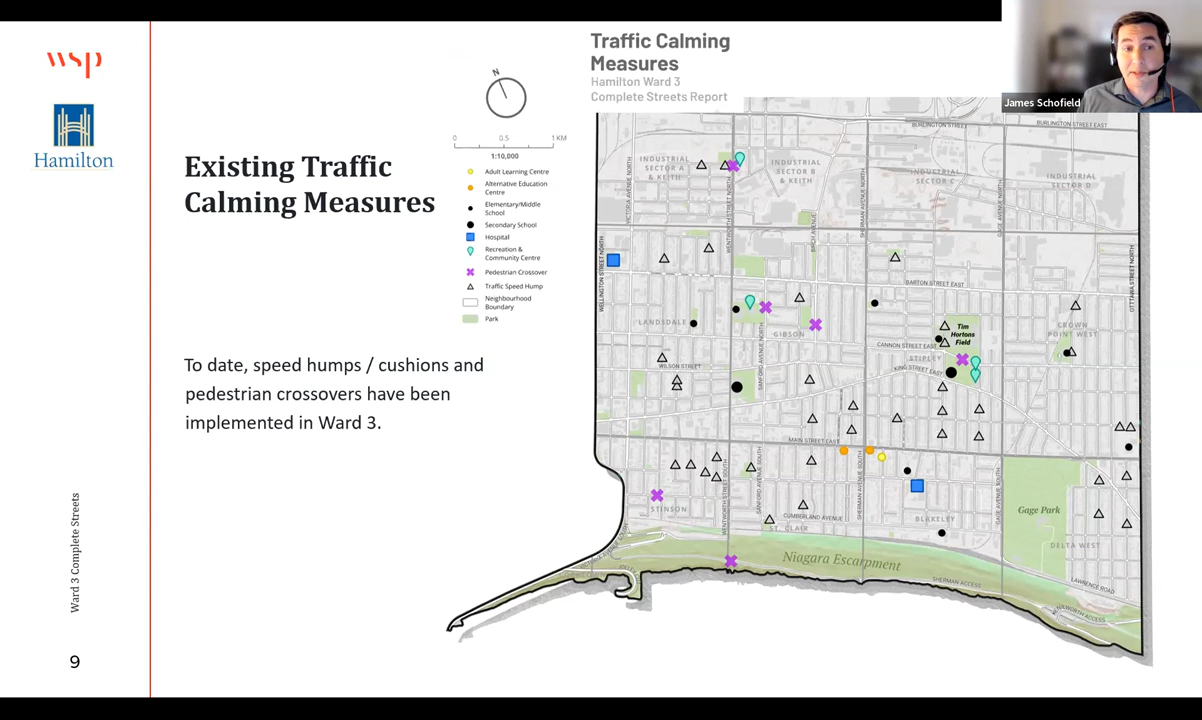 wsp
Hamilton
Existing Traffic
Calming Measures
To date, speed humps / cushions and
pedestrian crossovers have been
implemented in Ward 3.
Ward 3 Complete Streets
9
N
0 0.5 1 KM
1:10,000
Adult Learning Centre
Alternative Education
Centre
Elementary/Middle
School
Secondary School
Hospital
Recreation &
Community Centre
Pedestrian Crossover
Traffic Speed Hump
Neighbourhood
Boundary
Park
Traffic Calming
Measures
Hamilton Ward 3
Complete Streets Report
James Schofield
BURLINGTON STREET EAST
BURLINGTON STREET EAST
INDUSTRIAL
SECTOR A
& KEITH
INDUSTRIAL
SECTOR B
& KEITH
INDUSTRIAL
SECTOR C
INDUSTRIAL
SECTOR D
VICTORIA AVENUE NORTH
WENTWORTH STREET NORTH
BIRCH AVENUE
SHERMAN AVENUE NORTH
GAGE AVENUE NORTH
WELLINGTON STREET NORTH
OTTAWA STREET NORTH
BARTON STREET EAST
LANDSDALE
GIBSON
SANFORD AVENUE NORTH
Tim
Hortons
Field
CROWN
POINT WEST
CANNON STREET EAST
STIPLEY
KING STREET EAST
WILSON STREET
MAIN STREET EAST
WENTWORTH STREET SOUTH
SANFORD AVENUE SOUTH
SHERMAN AVENUE SOUTH
GAGE AVENUE SOUTH
STINSON
CUMBERLAND AVENUE
ST. CLAIR
BLAKELEY
Gage Park
DELTA WEST
Niagara Escarpment
SHERMAN ACCESS
LAWRENCE ROAD
KENILWORTH ACCESS